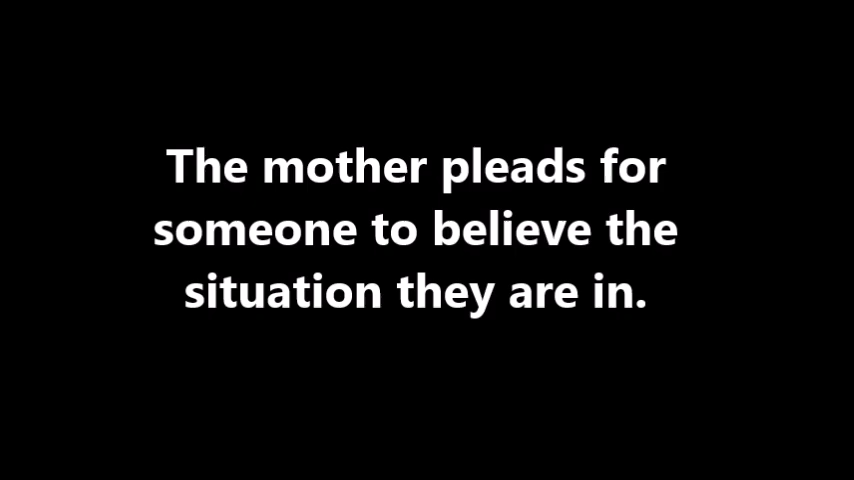 The mother pleads for
someone to believe the
situation they are in.